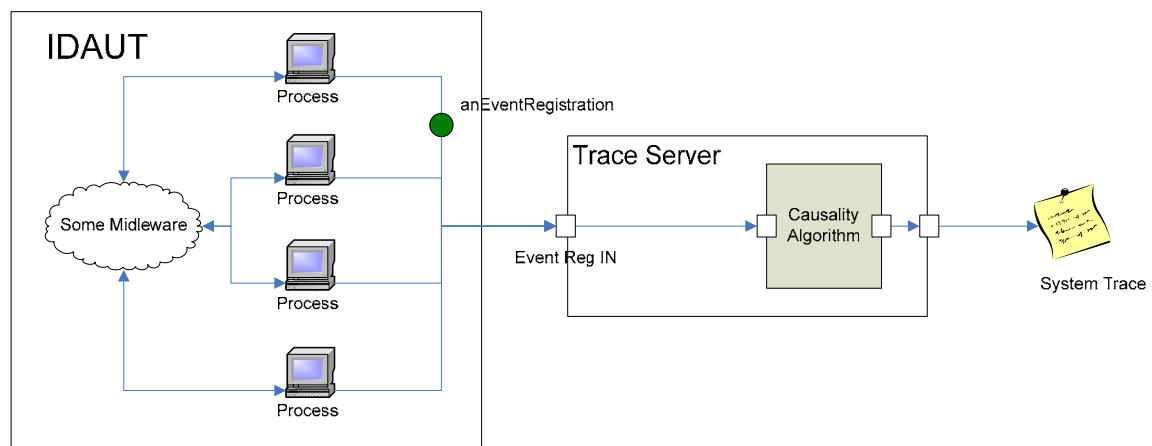 IDAUT
Process
anEventRegistration
Process
Trace Server
Some Midleware
Causality
Algorithm
Event Reg IN
Process
System Trace
Process